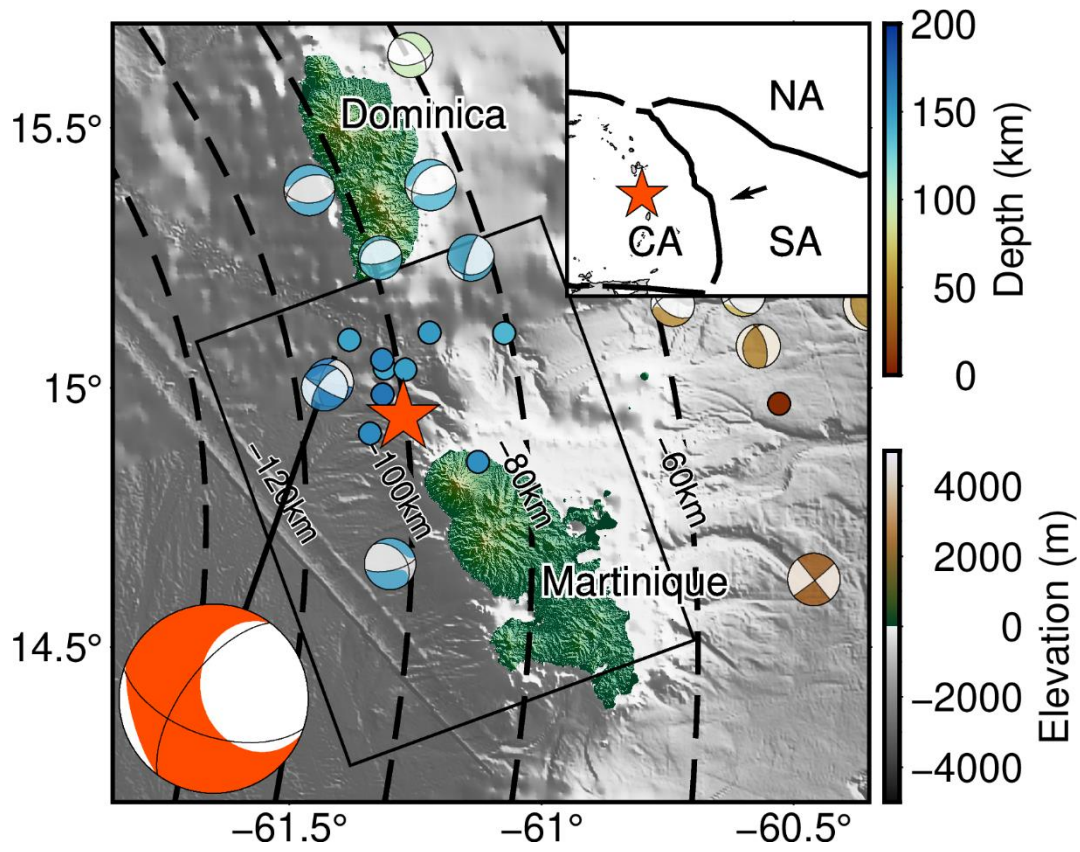 Dominica
Martinique
NA
CA
SA
−120km
−100km
−80km
−60km
15.5°
15°
14.5°
−61.5°
−61°
−60.5°
200
150
100
50
0
Depth (km)
4000
2000
0
−2000
−4000
Elevation (m)